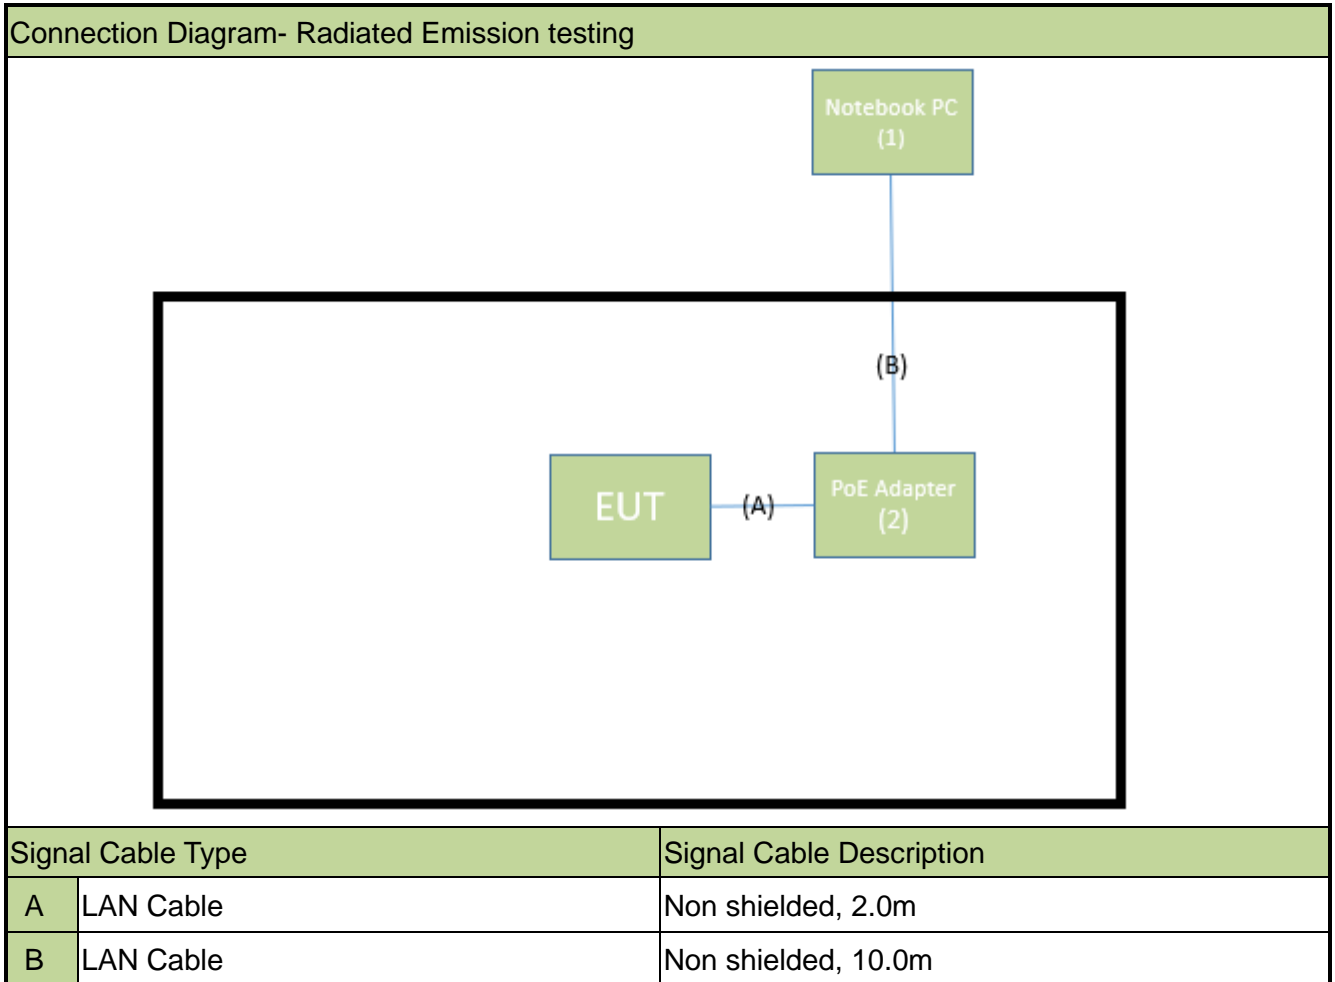 Connection Diagram- Radiated Emission testing
Notebook PC
(1)
(B)
EUT
(A)
PoE Adapter
(2)
Signal Cable Type Signal Cable Description
A LAN Cable Non shielded, 2.0m
B LAN Cable Non shielded, 10.0m